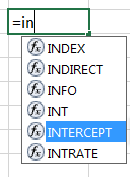 =in
INDEX
INDIRECT
INFO
INT
INTERCEPT
INTRATE